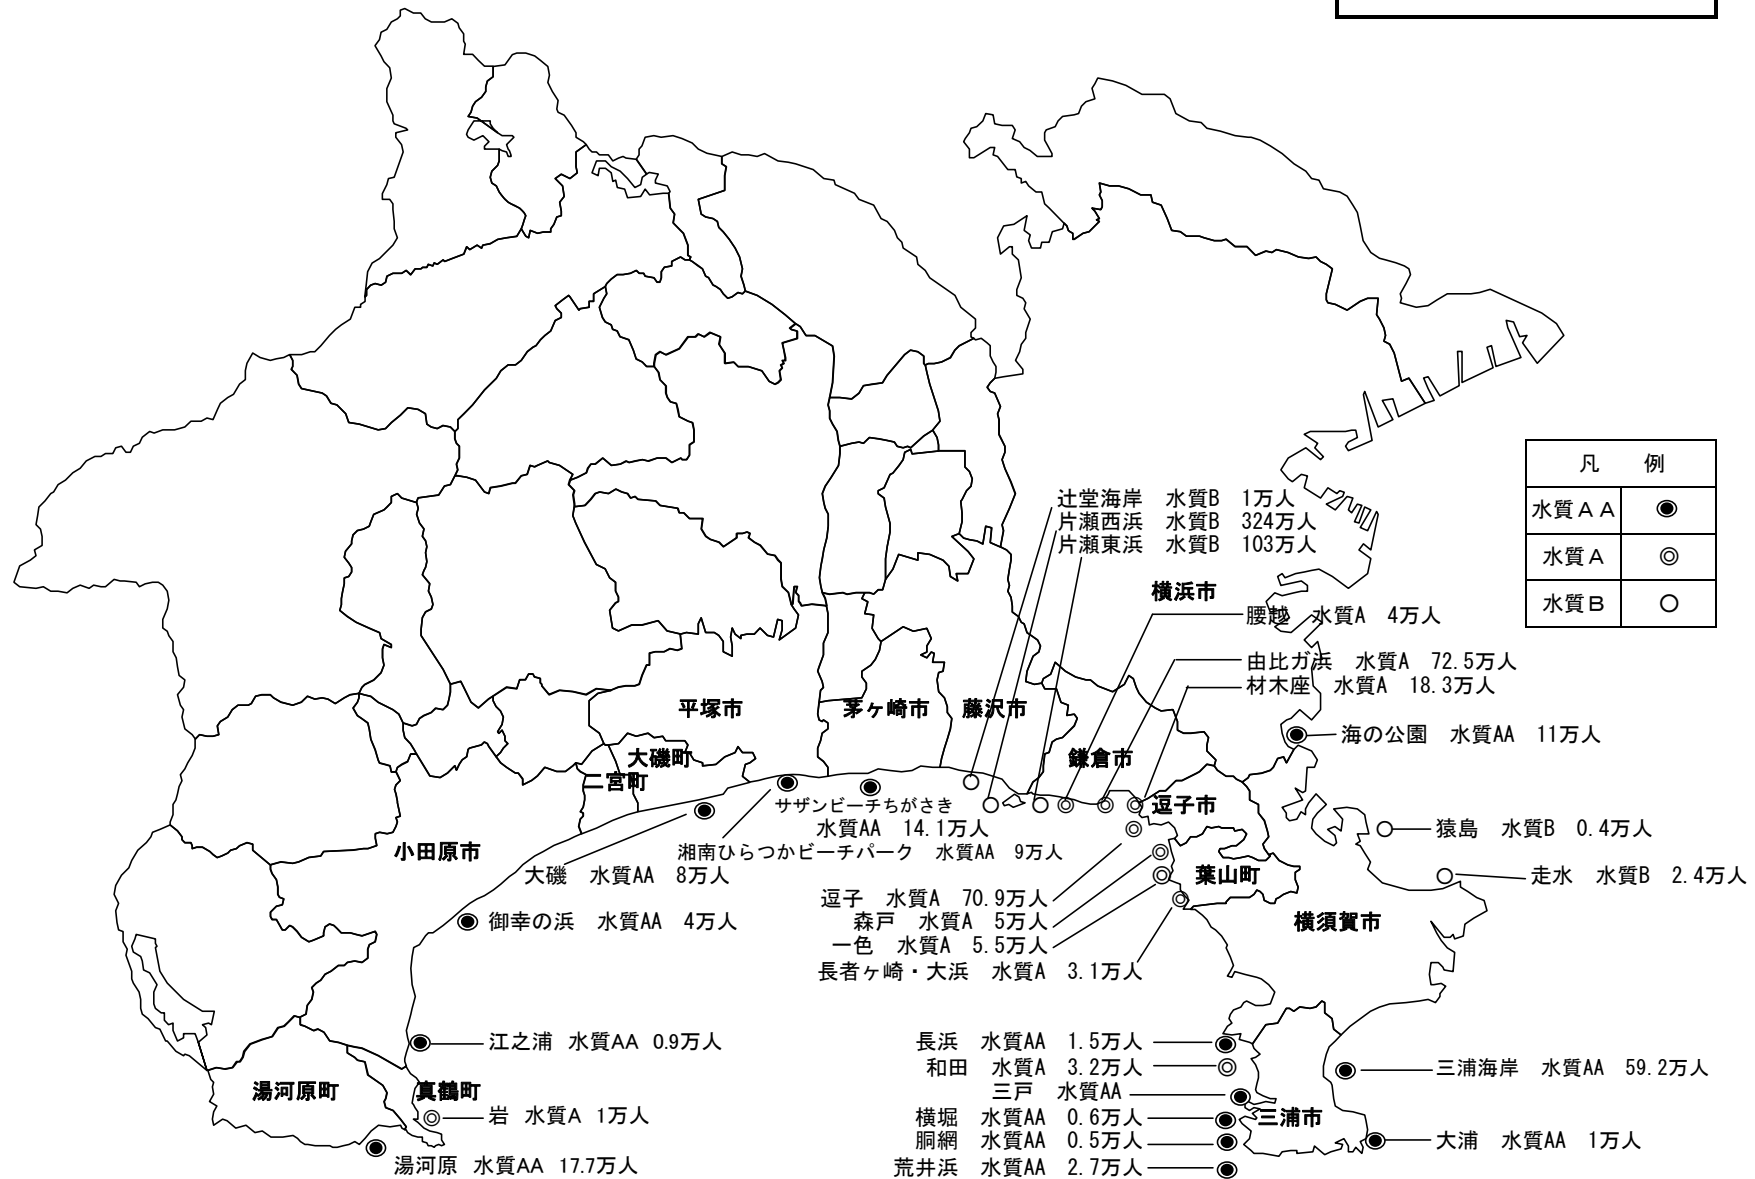 辻堂海岸　水質B　1万人
片瀬西浜　水質B　324万人
片瀬東浜　水質B　103万人
凡　例
水質ＡＡ
水質Ａ
水質Ｂ
横浜市
腰越　水質A　4万人
由比ガ浜　水質A　72.5万人
材木座　水質A　18.3万人
海の公園　水質AA　11万人
平塚市
茅ヶ崎市
藤沢市
大磯町
二宮町
鎌倉市
逗子市
サザンビーチちがさき
水質AA　14.1万人
湘南ひらつかビーチパーク　水質AA　9万人
大磯　水質AA　8万人
小田原市
猿島　水質B　0.4万人
走水　水質B　2.4万人
葉山町
逗子　水質A　70.9万人
森戸　水質A　5万人
一色　水質A　5.5万人
長者ヶ崎・大浜　水質A　3.1万人
御幸の浜　水質AA　4万人
横須賀市
江之浦　水質AA　0.9万人
長浜　水質AA　1.5万人
和田　水質A　3.2万人
三戸　水質AA
横堀　水質AA　0.6万人
胴網　水質AA　0.5万人
荒井浜　水質AA　2.7万人
三浦海岸　水質AA　59.2万人
三浦市
大浦　水質AA　1万人
湯河原町
真鶴町
岩　水質A　1万人
湯河原　水質AA　17.7万人